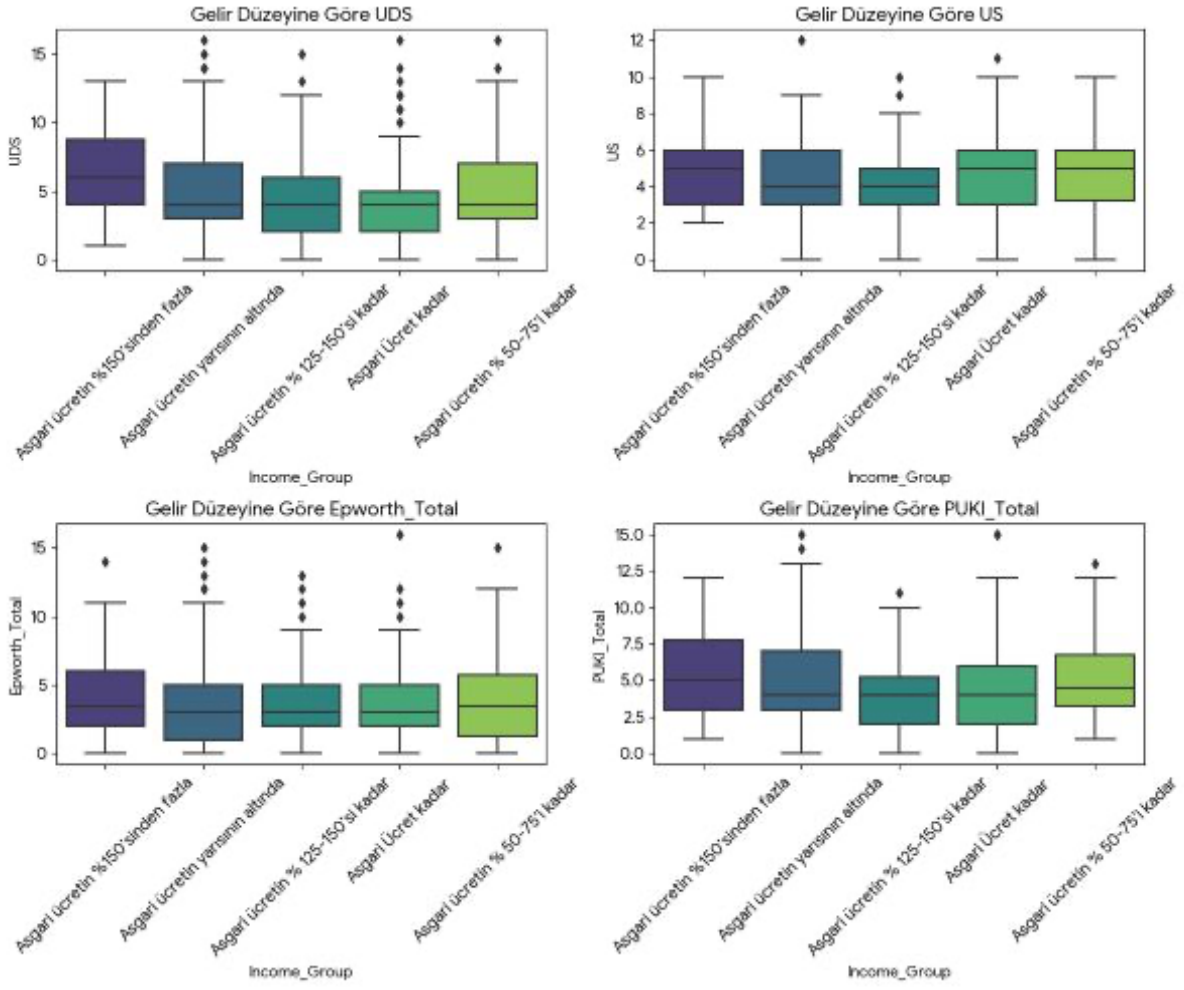 Gelir Düzeyine Göre UDS
15
10
5
0
UDS
Asgari ücretin %150'sinden fazla
Asgari ücretin yarısının altında
Asgari ücretin % 125-150'si kadar
Asgari Ücret kadar
Asgari ücretin % 50-75'i kadar
Income_Group
Gelir Düzeyine Göre US
12
10
8
6
4
2
0
US
Asgari ücretin %150'sinden fazla
Asgari ücretin yarısının altında
Asgari ücretin % 125-150'si kadar
Asgari Ücret kadar
Asgari ücretin % 50-75'i kadar
Income_Group
Gelir Düzeyine Göre Epworth_Total
15
10
5
0
Epworth_Total
Asgari ücretin %150'sinden fazla
Asgari ücretin yarısının altında
Asgari ücretin % 125-150'si kadar
Asgari Ücret kadar
Asgari ücretin % 50-75'i kadar
Income_Group
Gelir Düzeyine Göre PUKI_Total
15.0
12.5
10.0
7.5
5.0
2.5
0.0
PUKI_Total
Asgari ücretin %150'sinden fazla
Asgari ücretin yarısının altında
Asgari ücretin % 125-150'si kadar
Asgari Ücret kadar
Asgari ücretin % 50-75'i kadar
Income_Group